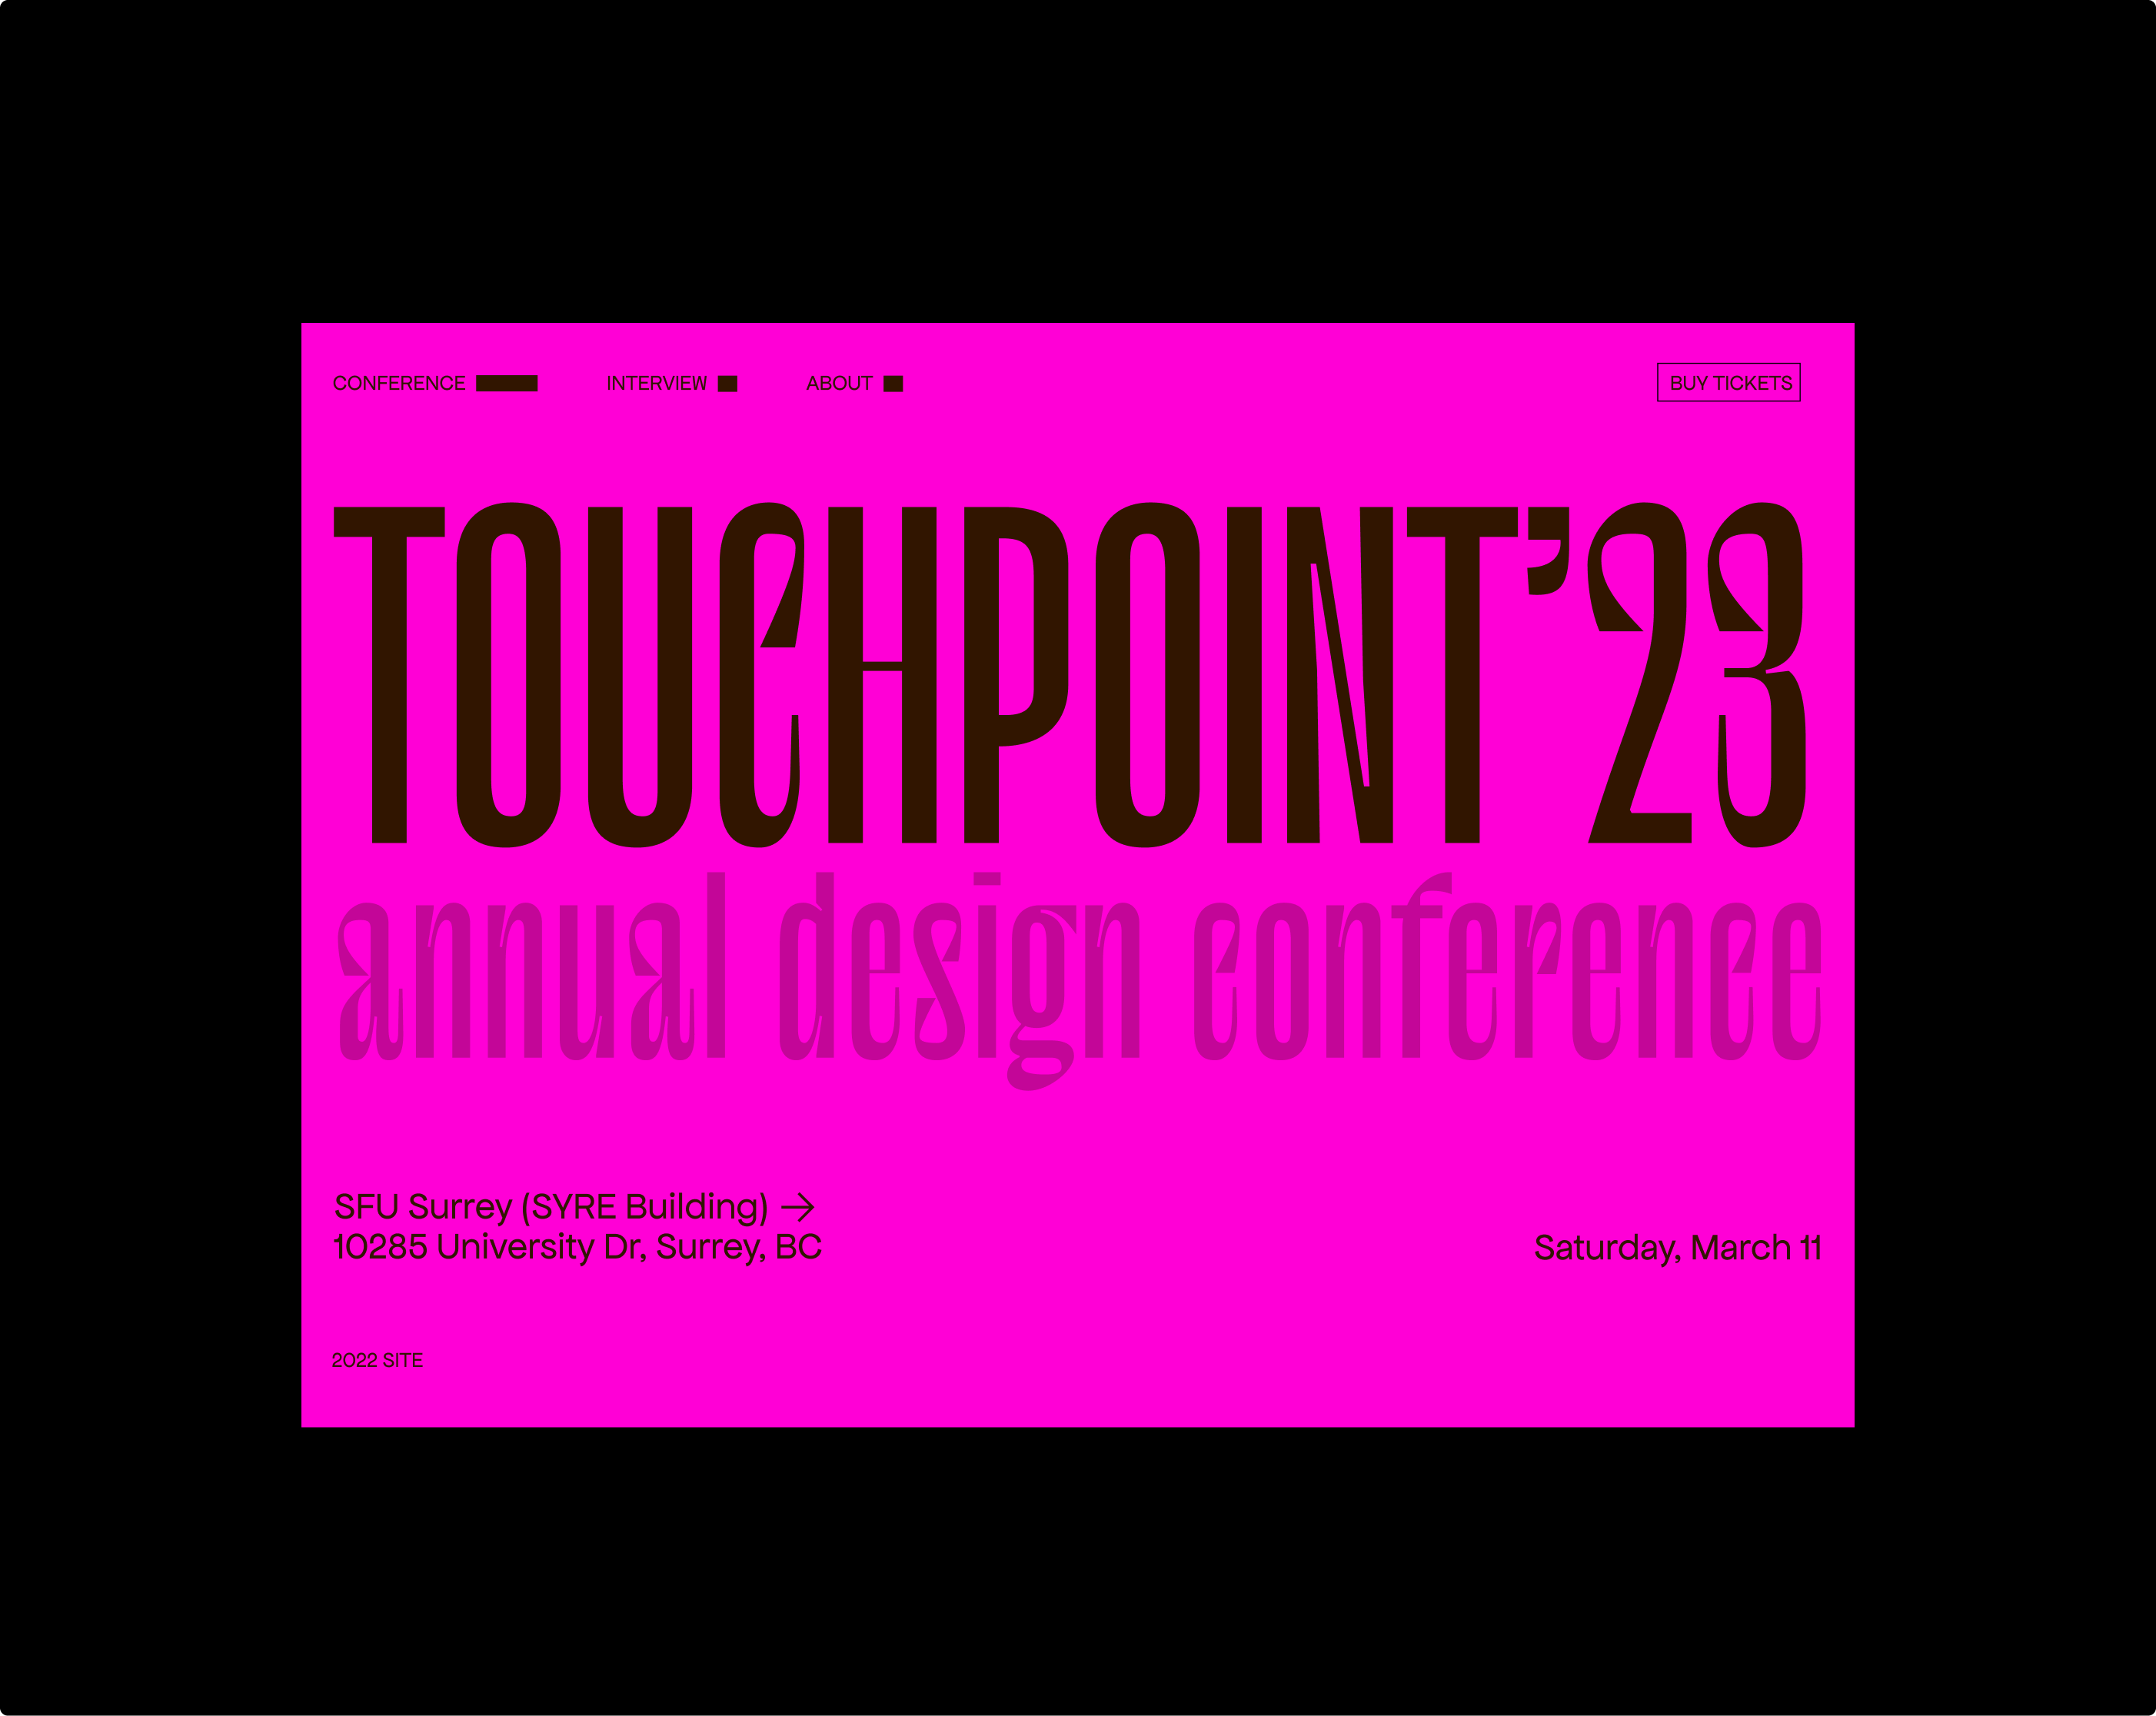 CONFERENCE INTERVIEW ABOUT BUY TICKETS
TOUCHPOINT’23
annual design conference
SFU Surrey (SYRE Building) →
10285 University Dr, Surrey, BC
Saturday, March 11
2022 SITE